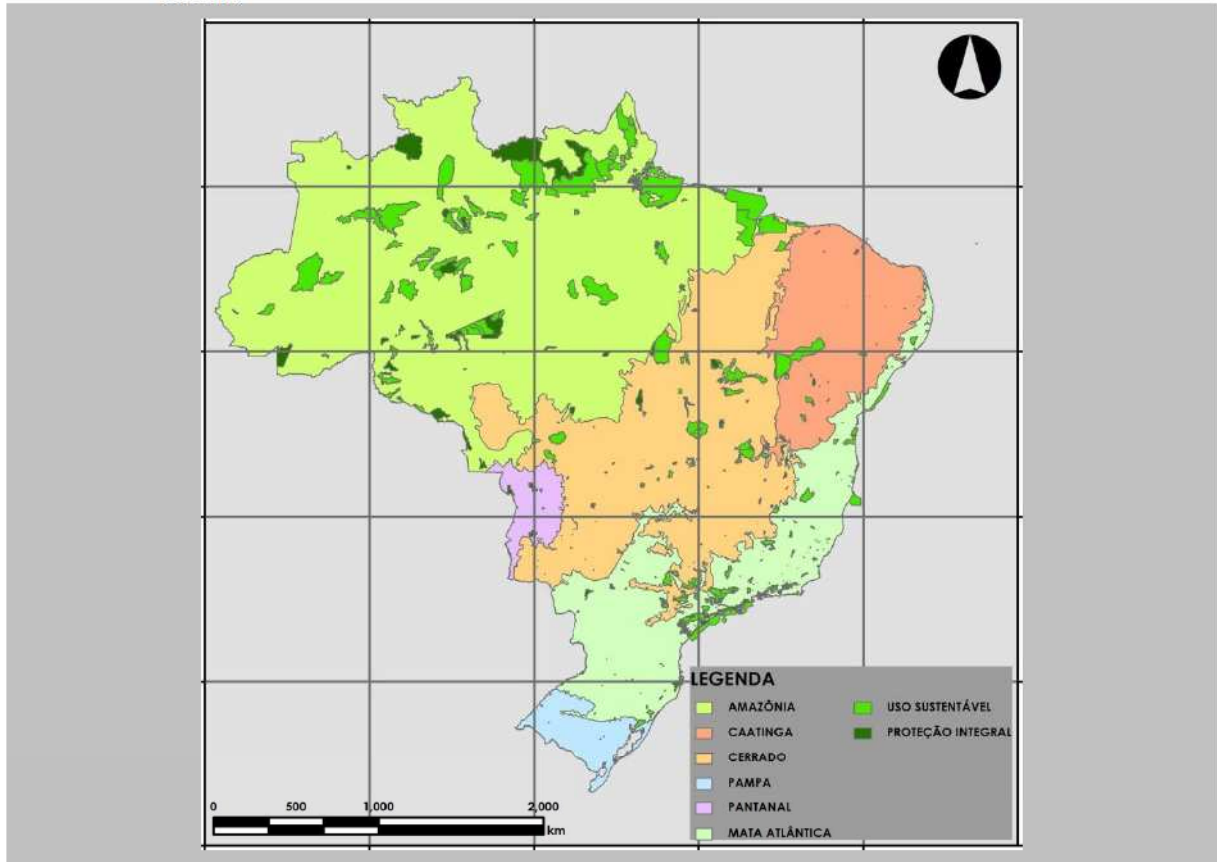 LEGENDA
AMAZÔNIA
CAATINGA
CERRADO
PAMPA
PANTANAL
MATA ATLÂNTICA
USO SUSTENTÁVEL
PROTEÇÃO INTEGRAL
0 500 1,000 2,000
km